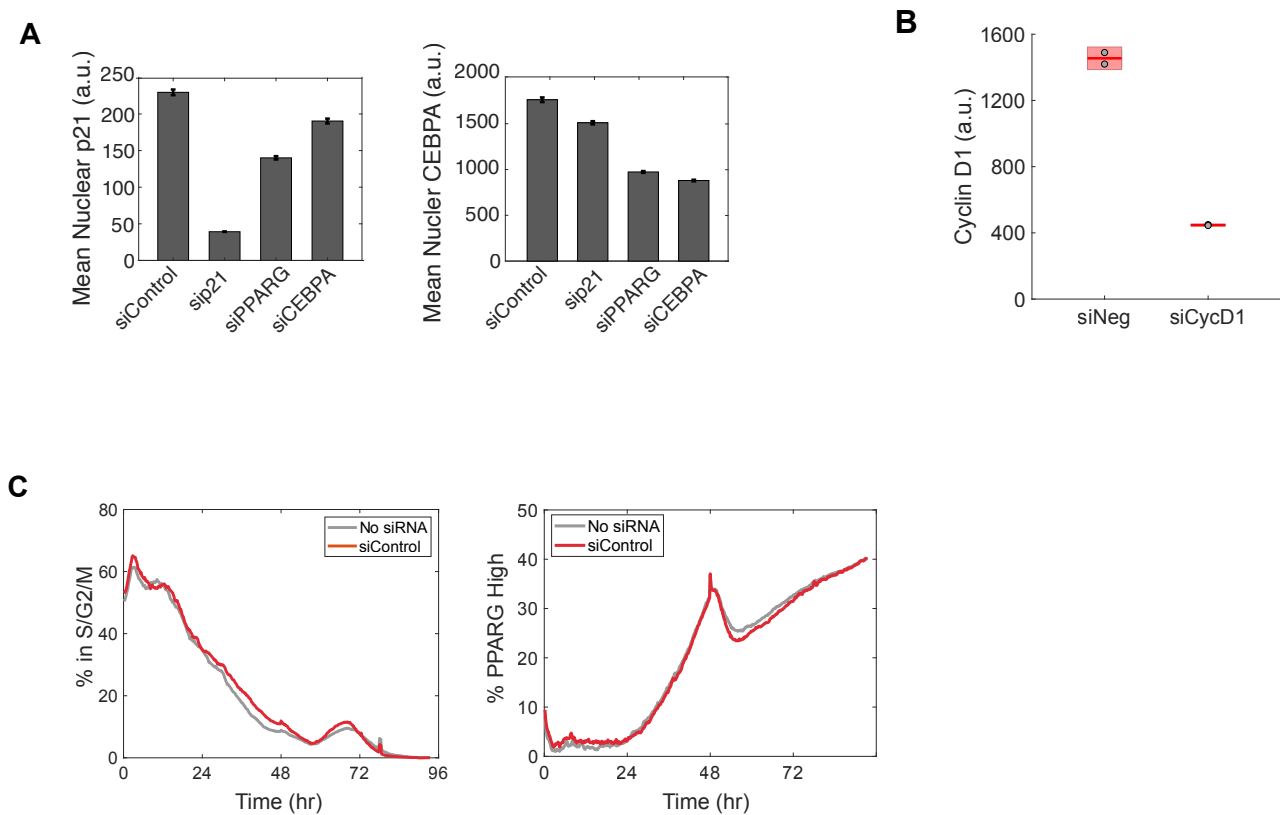 A
Mean Nuclear p21 (a.u.)
250
200
150
100
50
0
siControl
sip21
siPPARG
siCEBPA
Mean Nucler CEBPA (a.u.)
2000
1500
1000
500
0
siControl
sip21
siPPARG
siCEBPA
B
Cyclin D1 (a.u.)
1600
1200
800
400
0
siNeg
siCycD1
C
% in S/G2/M
80
60
40
20
0
No siRNA
siControl
0 24 48 72 96
Time (hr)
% PPARG High
50
40
30
20
10
0
No siRNA
siControl
0 24 48 72
Time (hr)